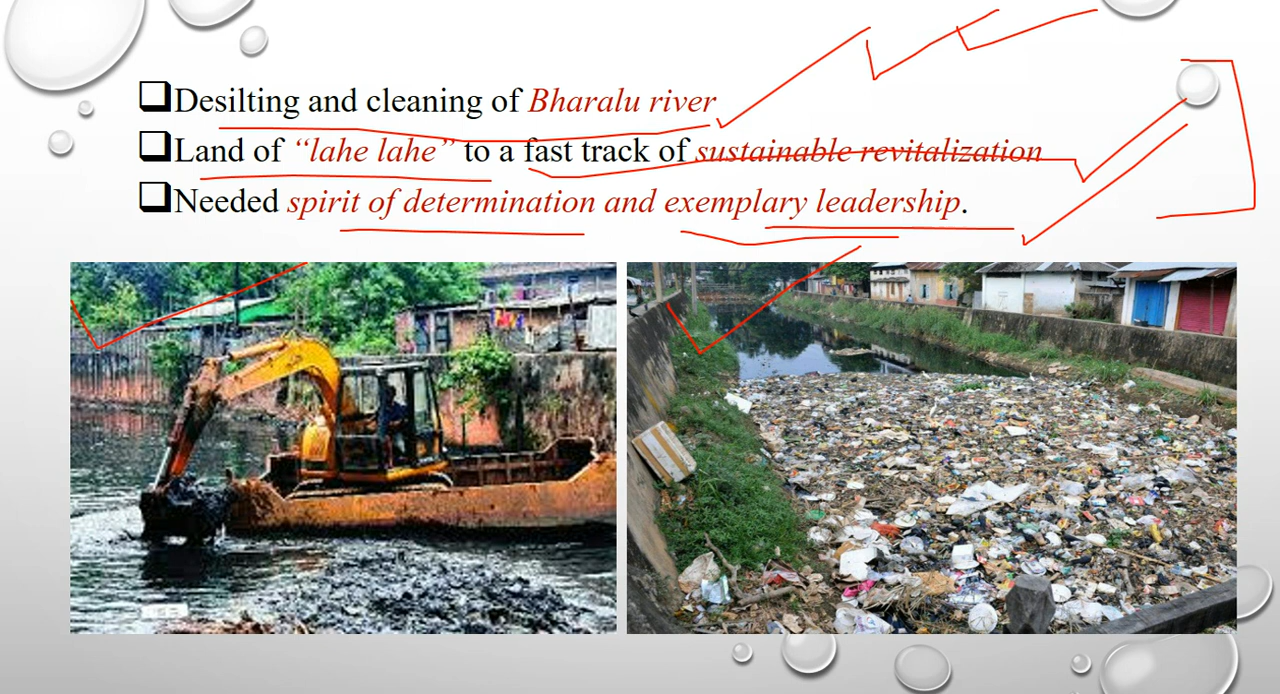 Desilting and cleaning of Bharalu river
Land of “lahe lahe” to a fast track of sustainable revitalization
Needed spirit of determination and exemplary leadership.